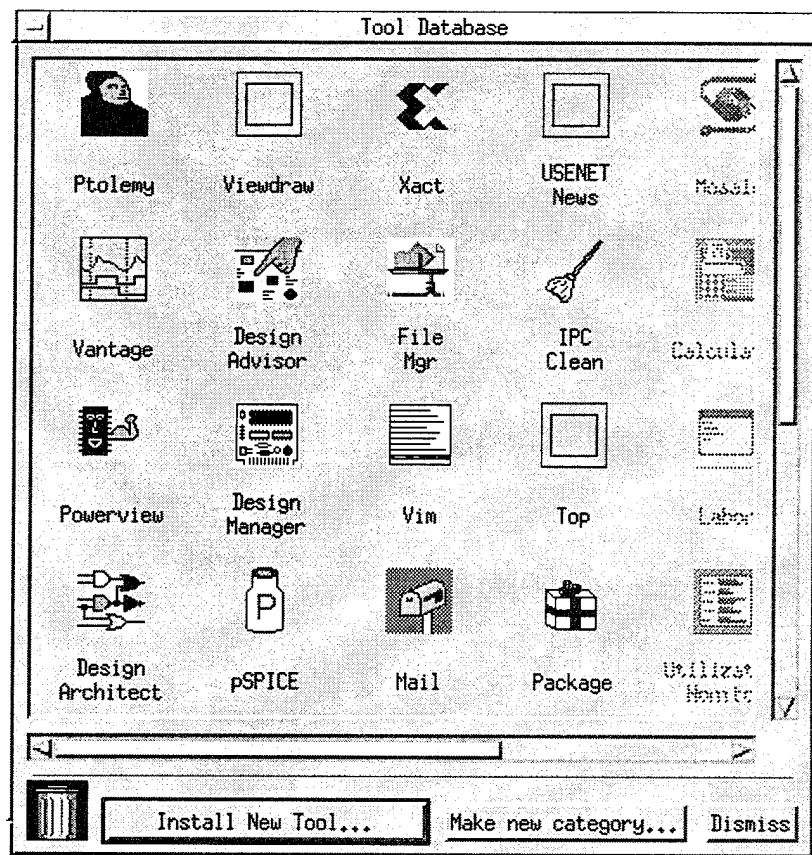 Tool Database
Ptolemy
Viewdraw
Xact
USENET
News
Vantage
Design
Advisor
File
Mgr
IPC
Clean
Powerview
Design
Manager
Vim
Top
Labor
Design
Architect
P
pSPICE
Mail
Package
Install New Tool...
Make new category...
Dismiss